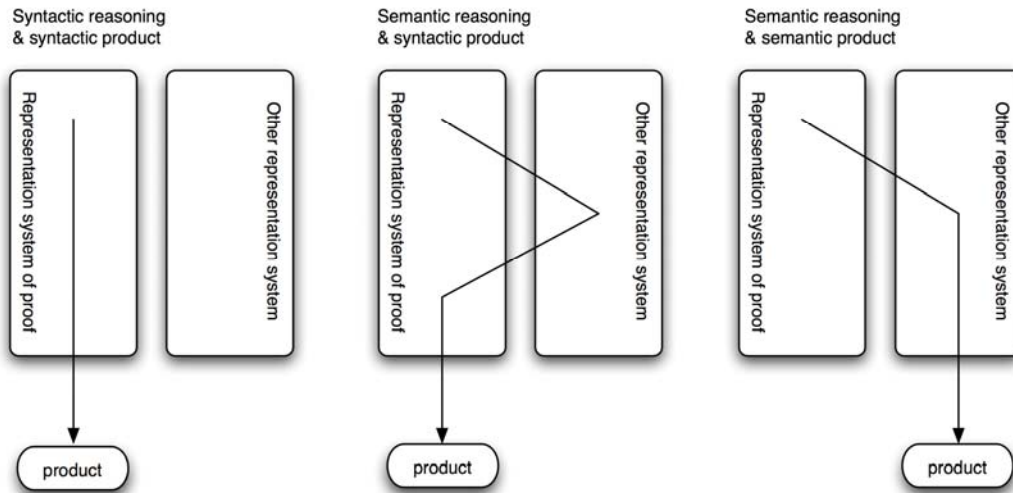 Syntactic reasoning
& syntactic product
Representation system of proof
Other representation system
product
Semantic reasoning
& syntactic product
Representation system of proof
Other representation system
product
Semantic reasoning
& semantic product
Representation system of proof
Other representation system
product